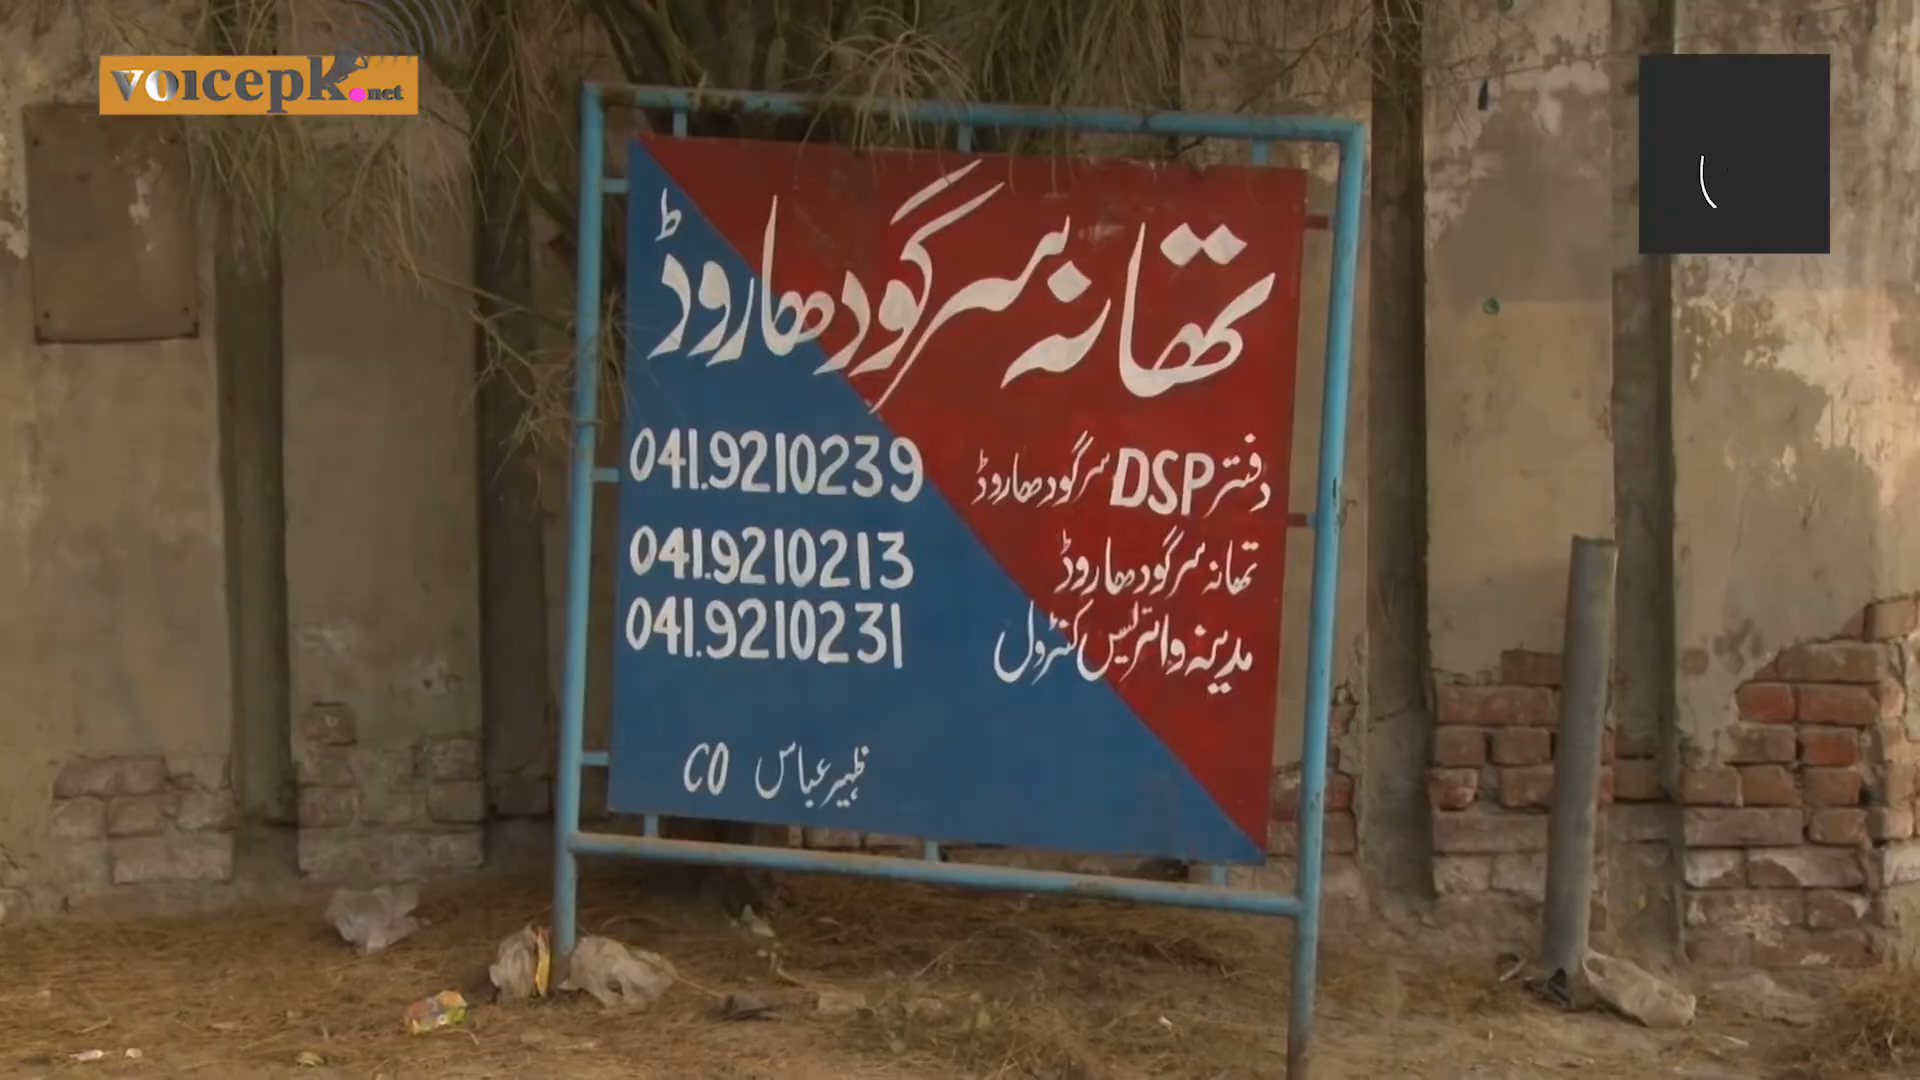 voicepk.net
تھانہ سرگودھا روڈ
دفتر DSP سرگودھا روڈ 041.9210239
تھانہ سرگودھا روڈ 041.9210213
مدینہ وائرلیس کنٹرول 041.9210231
ظہیر عباس CO